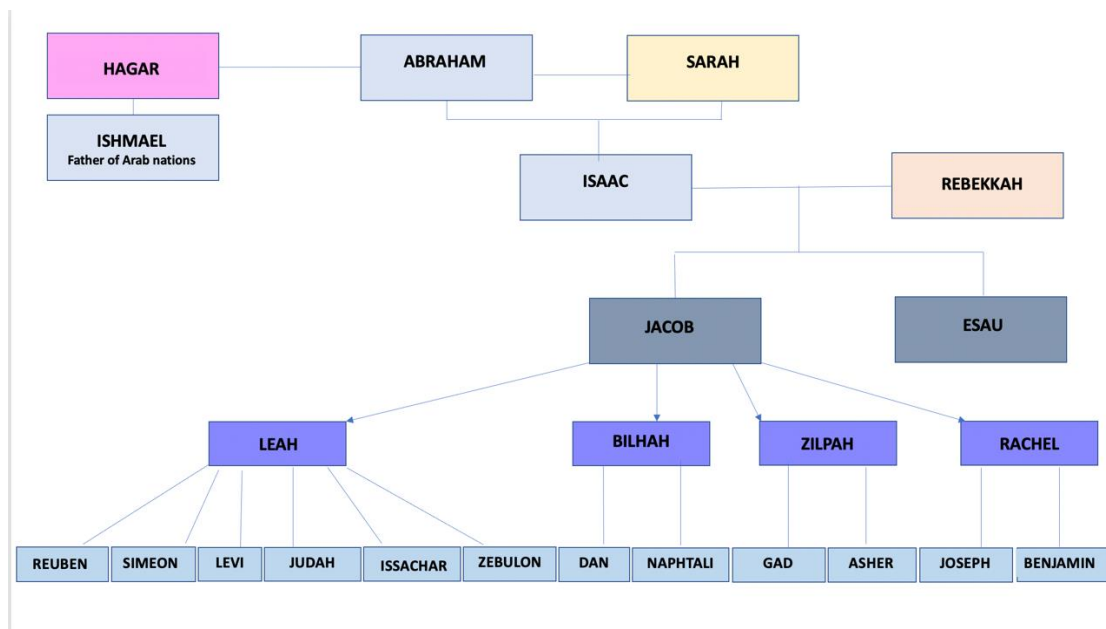 HAGAR
ABRAHAM
SARAH
ISHMAEL
Father of Arab nations
ISAAC
REBEKKAH
JACOB
ESAU
LEAH
BILHAH
ZILPAH
RACHEL
REUBEN
SIMEON
LEVI
JUDAH
ISSACHAR
ZEBULON
DAN
NAPHTALI
GAD
ASHER
JOSEPH
BENJAMIN